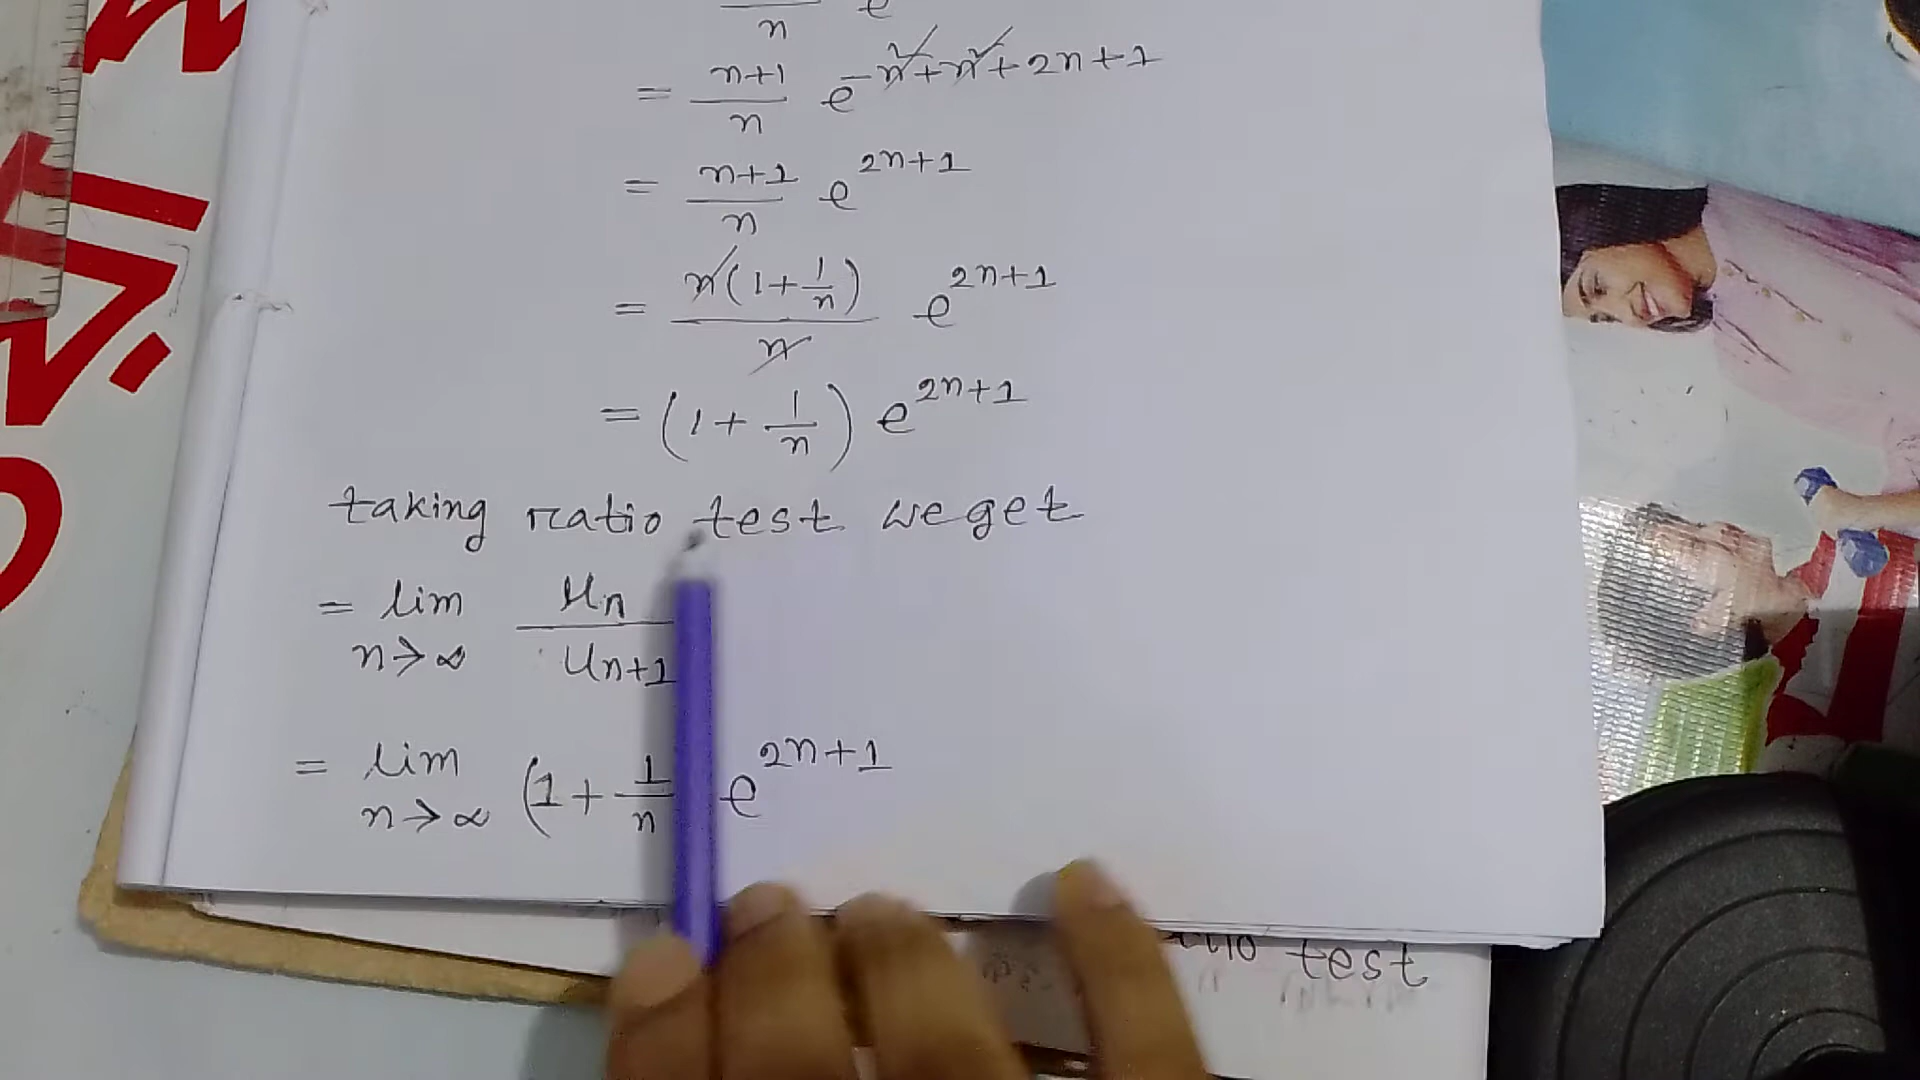 n e
= n+1/n e^-n²+n²+2n+1
= n+1/n e^2n+1
= n(1+1/n)/n e^2n+1
= (1+1/n) e^2n+1
taking ratio test we get
= lim n→∞ un/un+1
= lim n→∞ (1+1/n e^2n+1
test